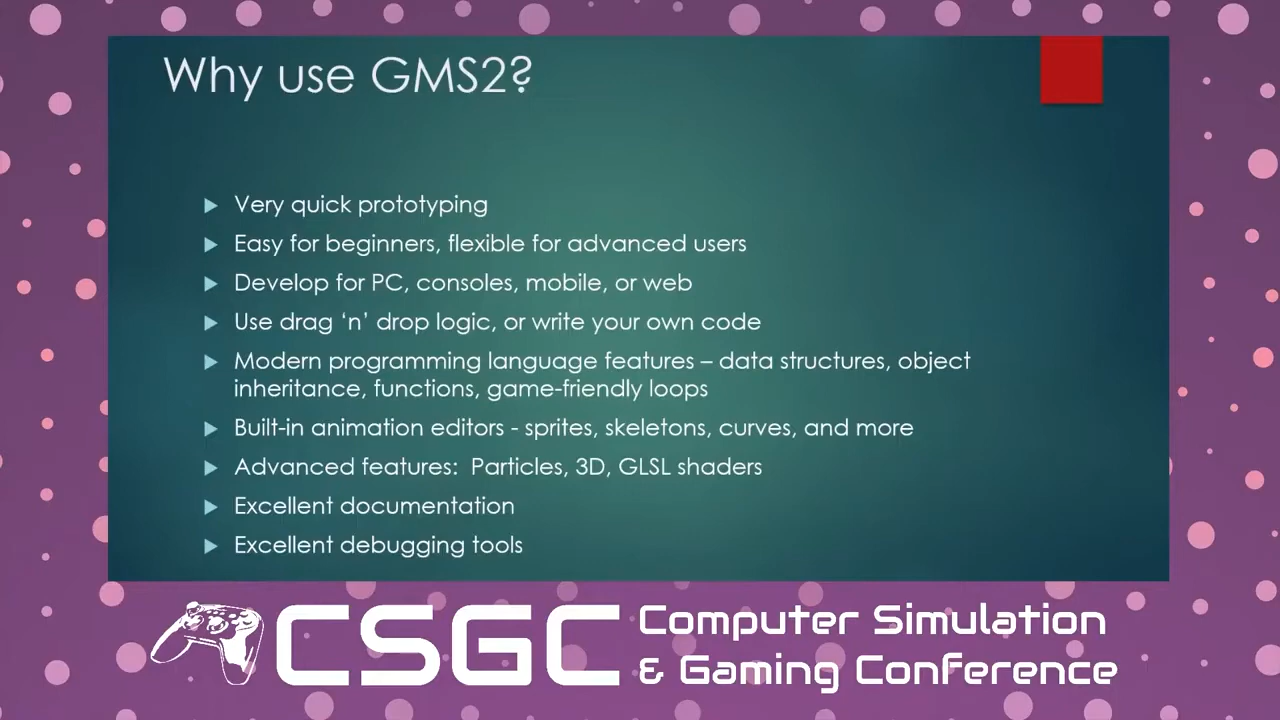 Why use GMS2?
Very quick prototyping
Easy for beginners, flexible for advanced users
Develop for PC, consoles, mobile, or web
Use drag ‘n’ drop logic, or write your own code
Modern programming language features – data structures, object
inheritance, functions, game-friendly loops
Built-in animation editors - sprites, skeletons, curves, and more
Advanced features:  Particles, 3D, GLSL shaders
Excellent documentation
Excellent debugging tools
CSGC
Computer Simulation
& Gaming Conference